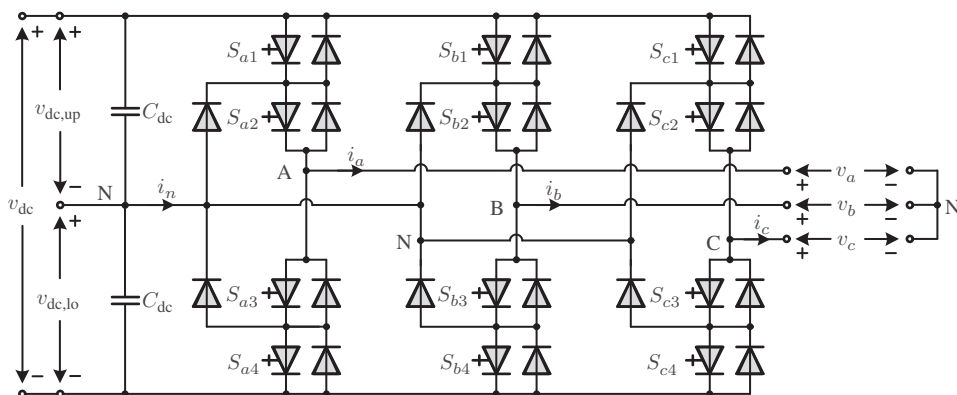 + +
S_{a1} S_{b1} S_{c1}
v_{dc,up} C_{dc} S_{a2} S_{b2} S_{c2}
A i_a v_a
− + −
v_{dc} N i_n B i_b v_b N
+ + −
N C i_c v_c
+ −
v_{dc,lo} C_{dc} S_{a3} S_{b3} S_{c3}
− − S_{a4} S_{b4} S_{c4}